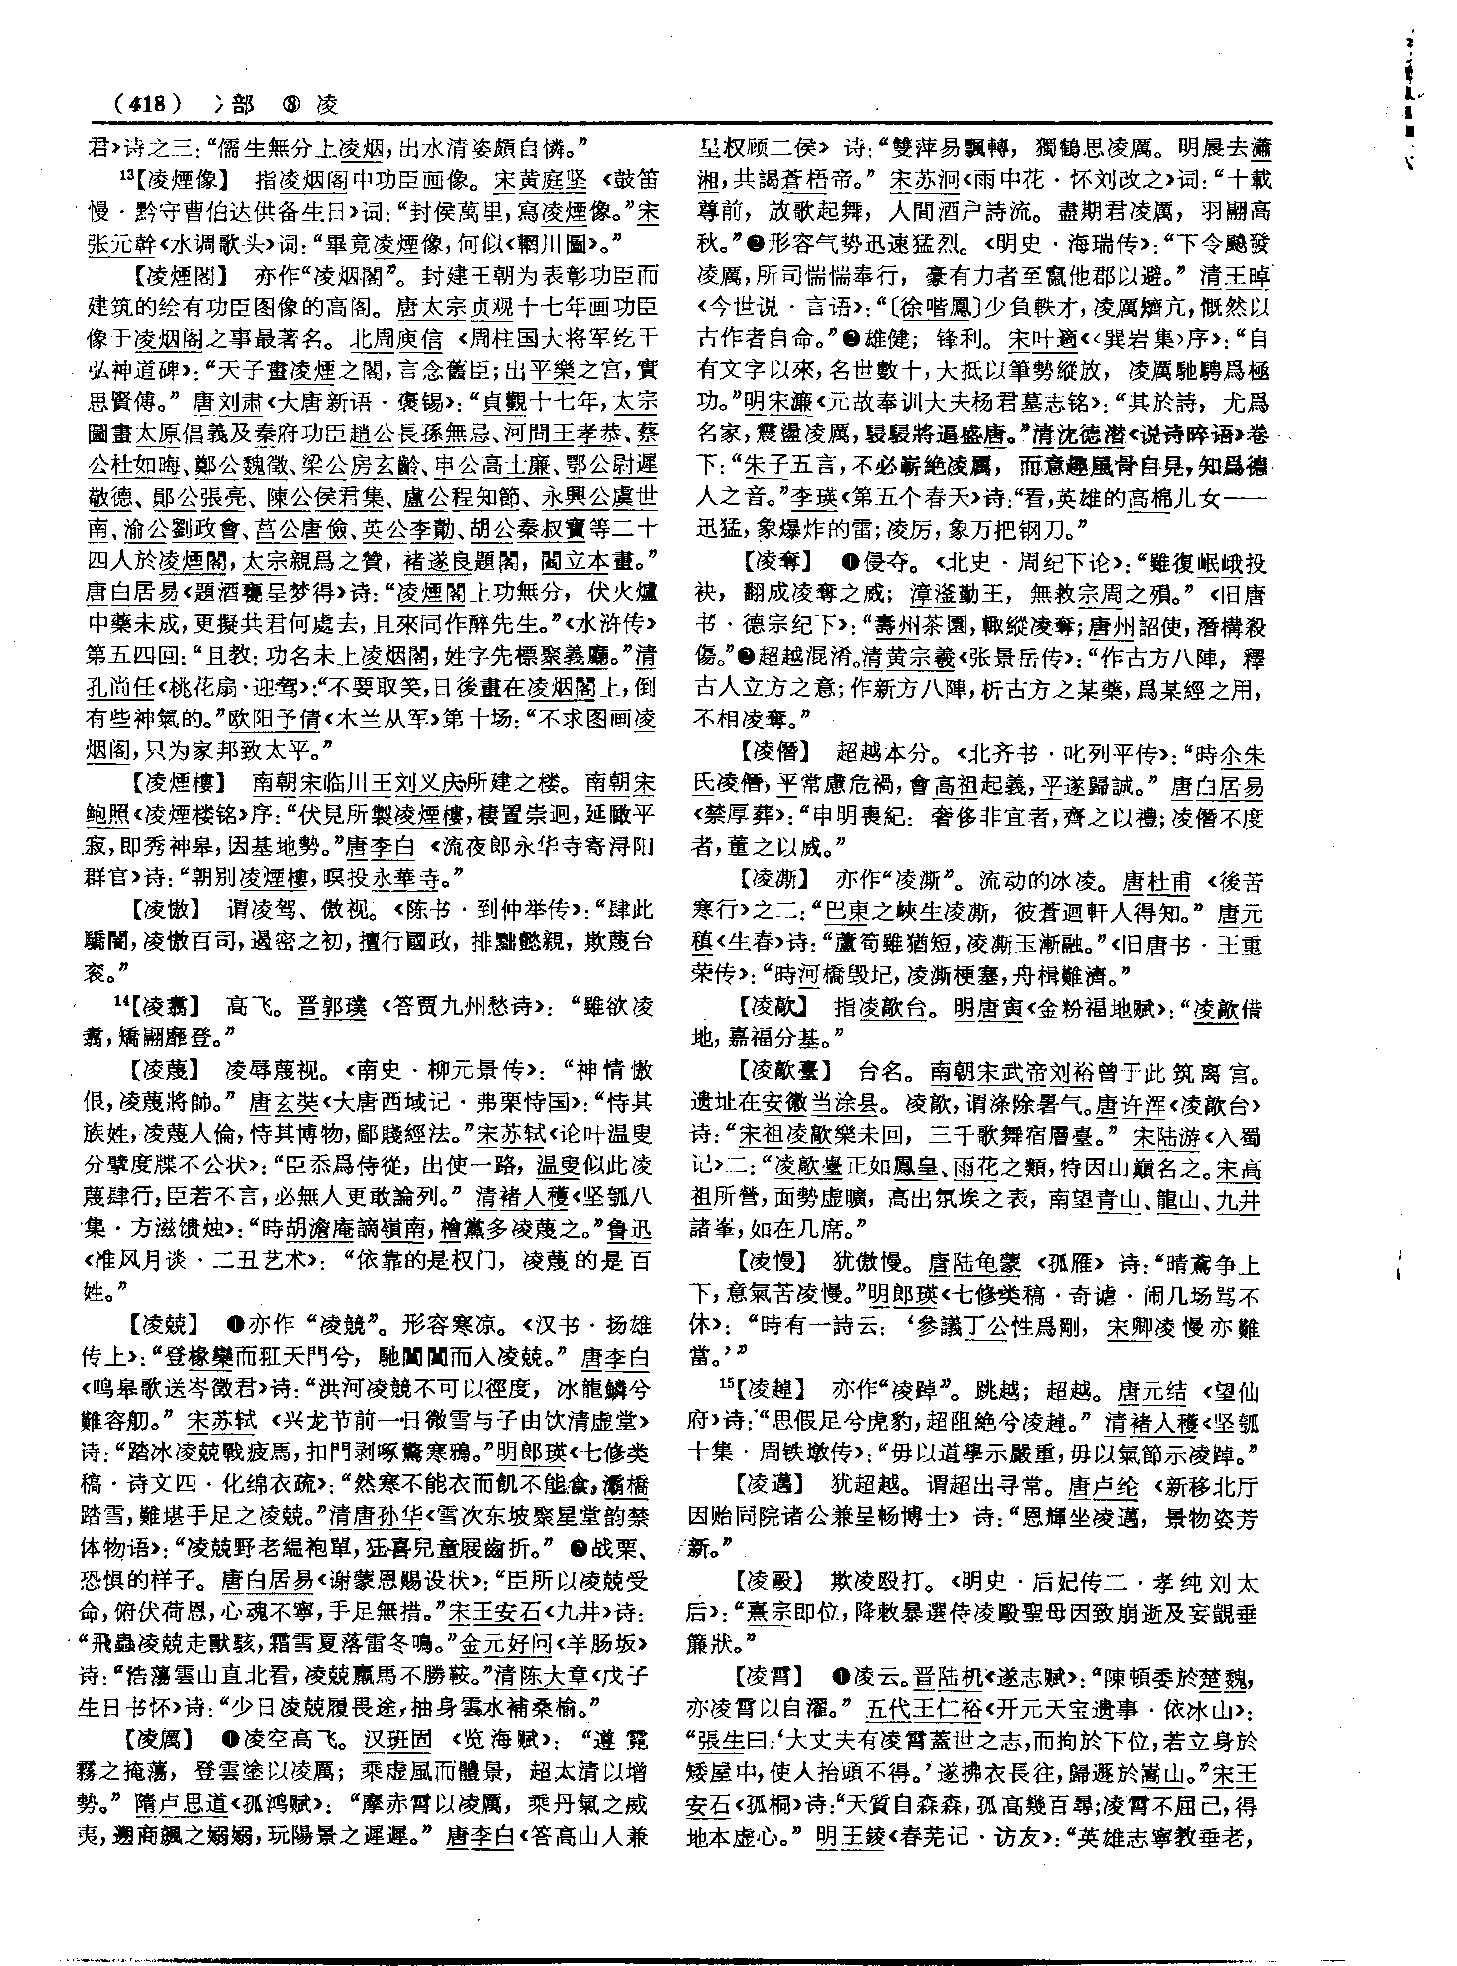 (418) 冫部 ⑧ 凌
君〉诗之三：“儒生無分上凌烟，出水清姿頗自憐。”
13【凌煙像】 指凌烟阁中功臣画像。宋黄庭坚〈鼓笛
慢·黔守曹伯达供备生日〉词：“封侯萬里，寫凌煙像。”宋
张元幹〈水调歌头〉词：“畢竟凌煙像，何似〈輞川圖〉。”
【凌煙閣】 亦作“凌烟閣”。封建王朝为表彰功臣而
建筑的绘有功臣图像的高阁。唐太宗贞观十七年画功臣
像于凌烟阁之事最著名。北周庾信〈周柱国大将军纥干
弘神道碑〉：“天子畫凌煙之閣，言念舊臣；出平樂之宫，實
思賢傅。”唐刘肃〈大唐新语·褒锡〉：“貞觀十七年，太宗
圖畫太原倡義及秦府功臣趙公長孫無忌、河間王孝恭、蔡
公杜如晦、鄭公魏徵、梁公房玄齡、申公高士廉、鄂公尉遲
敬德、鄖公張亮、陳公侯君集、盧公程知節、永興公虞世
南、渝公劉政會、莒公唐儉、英公李勣、胡公秦叔寶等二十
四人於凌煙閣，太宗親爲之贊，褚遂良題閣，閻立本畫。”
唐白居易〈題酒甕呈梦得〉诗：“凌煙閣上功無分，伏火爐
中藥未成，更擬共君何處去，且來同作醉先生。”〈水浒传〉
第五四回：“且教：功名未上凌烟閣，姓字先標聚義廳。”清
孔尚任〈桃花扇·迎驾〉：“不要取笑，日後畫在凌烟閣上，倒
有些神氣的。”欧阳予倩〈木兰从军〉第十场：“不求图画凌
烟阁，只为家邦致太平。”
【凌煙樓】 南朝宋临川王刘义庆所建之楼。南朝宋
鲍照〈凌煙楼铭〉序：“伏見所製凌煙樓，棲置崇迥，延瞰平
寂，即秀神皋，因基地勢。”唐李白〈流夜郎永华寺寄浔阳
群官〉诗：“朝别凌煙樓，暝投永華寺。”
【凌慠】 谓凌驾、傲视。〈陈书·到仲举传〉：“肆此
驕闇，凌慠百司，遏密之初，擅行國政，排黜懿親，欺蔑台
衮。”
14【凌翥】 高飞。晋郭璞〈答贾九州愁诗〉：“雖欲凌
翥，矯翮靡登。”
【凌蔑】 凌辱蔑视。〈南史·柳元景传〉：“神情慠
佷，凌蔑將帥。”唐玄奘〈大唐西域记·弗栗恃国〉：“恃其
族姓，凌蔑人倫，恃其博物，鄙賤經法。”宋苏轼〈论叶温叟
分擘度牒不公状〉：“臣忝爲侍從，出使一路，温叟似此凌
蔑肆行，臣若不言，必無人更敢論列。”清褚人穫〈坚瓠八
集·方滋馈烛〉：“時胡澹庵謫嶺南，檜黨多凌蔑之。”鲁迅
〈准风月谈·二丑艺术〉：“依靠的是权门，凌蔑的是百
姓。”
【凌兢】 ❶亦作“凌競”。形容寒凉。〈汉书·扬雄
传上〉：“登椽欒而羾天門兮，馳閶闔而入凌兢。”唐李白
〈鸣皋歌送岑徵君〉诗：“洪河凌競不可以徑度，冰龍鱗兮
難容舠。”宋苏轼〈兴龙节前一日微雪与子由饮清虚堂〉
诗：“踏冰凌兢戰疲馬，扣門剥啄驚寒鴉。”明郎瑛〈七修类
稿·诗文四·化绵衣疏〉：“然寒不能衣而飢不能食，灞橋
踏雪，難堪手足之凌兢。”清唐孙华〈雪次东坡聚星堂韵禁
体物语〉：“凌兢野老緼袍單，狂喜兒童屐齒折。”❷战栗、
恐惧的样子。唐白居易〈谢蒙恩赐设状〉：“臣所以凌兢受
命，俯伏荷恩，心魂不寧，手足無措。”宋王安石〈九井〉诗：
“飛蟲凌兢走獸駭，霜雪夏落雷冬鳴。”金元好问〈羊肠坂〉
诗：“浩蕩雲山直北看，凌兢羸馬不勝鞍。”清陈大章〈戊子
生日书怀〉诗：“少日凌兢履畏途，抽身雲水補桑榆。”
【凌厲】 ❶凌空高飞。汉班固〈览海赋〉：“遵霓
霧之掩蕩，登雲塗以凌厲；乘虚風而體景，超太清以增
勢。”隋卢思道〈孤鸿赋〉：“摩赤霄以凌厲，乘丹氣之威
夷，遡商飆之嫋嫋，玩陽景之遲遲。”唐李白〈答高山人兼
呈权顾二侯〉诗：“雙萍易飄轉，獨鶴思凌厲。明晨去瀟
湘，共謁蒼梧帝。”宋苏泂〈雨中花·怀刘改之〉词：“十載
尊前，放歌起舞，人間酒户詩流。盡期君凌厲，羽翮高
秋。”❷形容气势迅速猛烈。〈明史·海瑞传〉：“下令飇發
凌厲，所司惴惴奉行，豪有力者至竄他郡以避。”清王晫
〈今世说·言语〉：“〔徐喈鳳〕少負軼才，凌厲矯亢，慨然以
古作者自命。”❷雄健；锋利。宋叶適〈〈巽岩集〉序〉：“自
有文字以來，名世數十，大抵以筆勢縱放，凌厲馳騁爲極
功。”明宋濂〈元故奉训大夫杨君墓志铭〉：“其於詩，尤爲
名家，震盪凌厲，駸駸將逼盛唐。”清沈德潜〈说诗晬语〉卷
下：“朱子五言，不必嶄絶凌厲，而意趣風骨自見，知爲德
人之音。”李瑛〈第五个春天〉诗：“看，英雄的高棉儿女——
迅猛，象爆炸的雷；凌厉，象万把钢刀。”
【凌奪】 ❶侵夺。〈北史·周纪下论〉：“雖復岷峨投
袂，翻成凌奪之威；漳滏勤王，無救宗周之殞。”〈旧唐
书·德宗纪下〉：“壽州茶園，輒縱凌奪；唐州詔使，潛構殺
傷。”❷超越混淆。清黄宗羲〈张景岳传〉：“作古方八陣，釋
古人立方之意；作新方八陣，析古方之某藥，爲某經之用，
不相凌奪。”
【凌僭】 超越本分。〈北齐书·叱列平传〉：“時尒朱
氏凌僭，平常慮危禍，會高祖起義，平遂歸誠。”唐白居易
〈禁厚葬〉：“申明喪紀：奢侈非宜者，齊之以禮；凌僭不度
者，董之以威。”
【凌澌】 亦作“凌凘”。流动的冰凌。唐杜甫〈後苦
寒行〉之二：“巴東之峽生凌澌，彼蒼迴軒人得知。”唐元
稹〈生春〉诗：“蘆筍雖猶短，凌澌玉漸融。”〈旧唐书·王重
荣传〉：“時河橋毁圮，凌澌梗塞，舟楫難濟。”
【凌歊】 指凌歊台。明唐寅〈金粉福地赋〉：“凌歊借
地，嘉福分基。”
【凌歊臺】 台名。南朝宋武帝刘裕曾于此筑离宫。
遗址在安徽当涂县。凌歊，谓涤除暑气。唐许浑〈凌歊台〉
诗：“宋祖凌歊樂未回，三千歌舞宿層臺。”宋陆游〈入蜀
记〉二：“凌歊臺正如鳳皇、雨花之類，特因山巔名之。宋高
祖所營，面勢虚曠，高出氛埃之表，南望青山、龍山、九井
諸峯，如在几席。”
【凌慢】 犹傲慢。唐陆龟蒙〈孤雁〉诗：“晴鳶争上
下，意氣苦凌慢。”明郎瑛〈七修类稿·奇谑·闹几场骂不
休〉：“時有一詩云：‘參議丁公性爲剛，宋卿凌慢亦難
當。’”
15【凌趠】 亦作“凌踔”。跳越；超越。唐元结〈望仙
府〉诗：“思假足兮虎豹，超阻絶兮凌趠。”清褚人穫〈坚瓠
十集·周铁墩传〉：“毋以道學示嚴重，毋以氣節示凌踔。”
【凌邁】 犹超越。谓超出寻常。唐卢纶〈新移北厅
因贻同院诸公兼呈畅博士〉诗：“恩輝坐凌邁，景物姿芳
新。”
【凌毆】 欺凌殴打。〈明史·后妃传二·孝纯刘太
后〉：“熹宗即位，降敕暴選侍凌毆聖母因致崩逝及妄覬垂
簾狀。”
【凌霄】 ❶凌云。晋陆机〈遂志赋〉：“陳頓委於楚魏，
亦凌霄以自濯。”五代王仁裕〈开元天宝遗事·依冰山〉：
“張生曰：‘大丈夫有凌霄蓋世之志，而拘於下位，若立身於
矮屋中，使人抬頭不得。’遂拂衣長往，歸遯於嵩山。”宋王
安石〈孤桐〉诗：“天質自森森，孤高幾百尋；凌霄不屈己，得
地本虚心。”明王錂〈春芜记·访友〉：“英雄志寧教垂老，